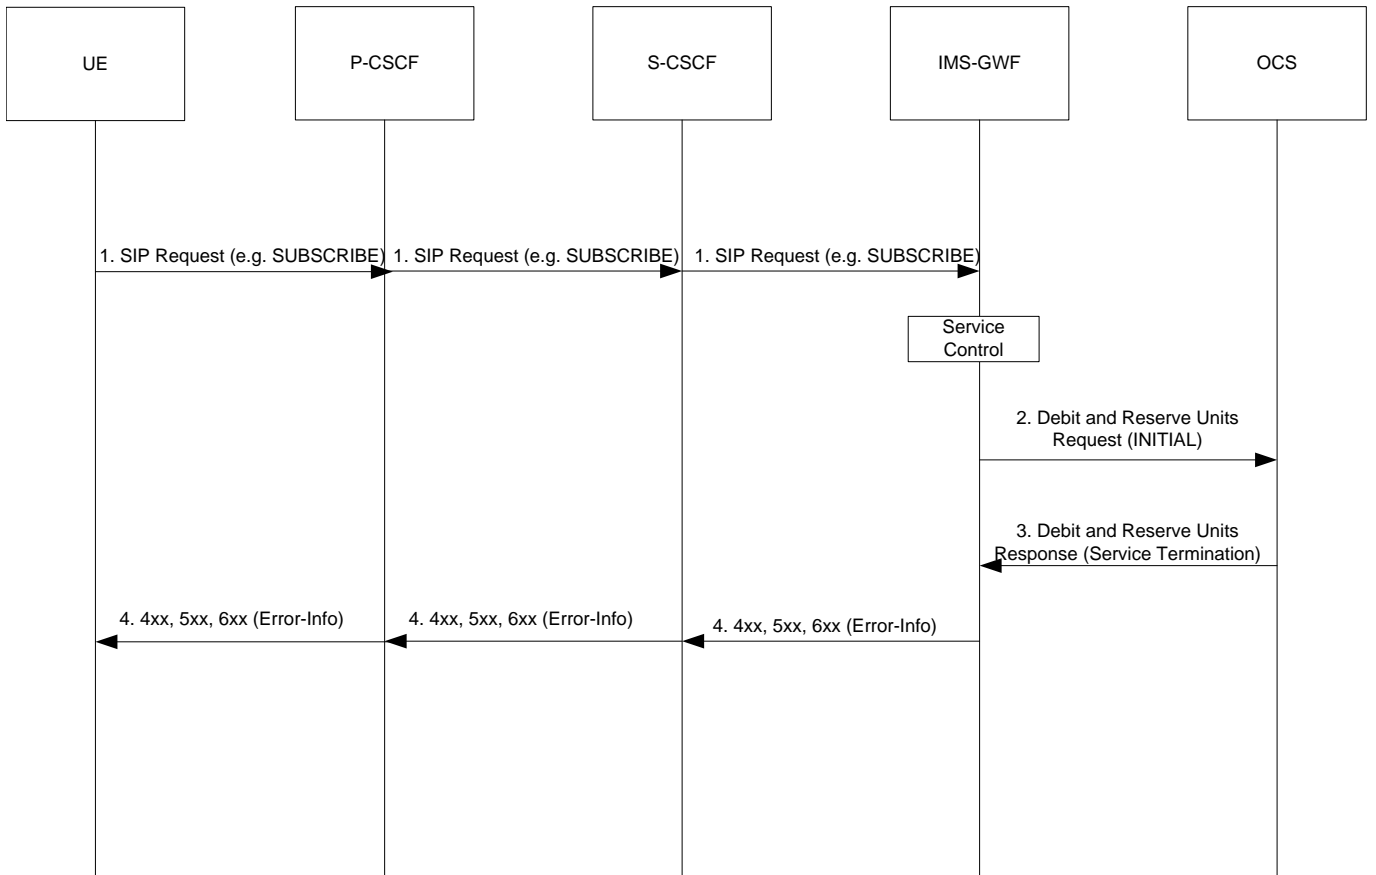 UE
P-CSCF
S-CSCF
IMS-GWF
OCS
1. SIP Request (e.g. SUBSCRIBE)
1. SIP Request (e.g. SUBSCRIBE)
1. SIP Request (e.g. SUBSCRIBE)
Service
Control
2. Debit and Reserve Units
Request (INITIAL)
3. Debit and Reserve Units
Response (Service Termination)
4. 4xx, 5xx, 6xx (Error-Info)
4. 4xx, 5xx, 6xx (Error-Info)
4. 4xx, 5xx, 6xx (Error-Info)